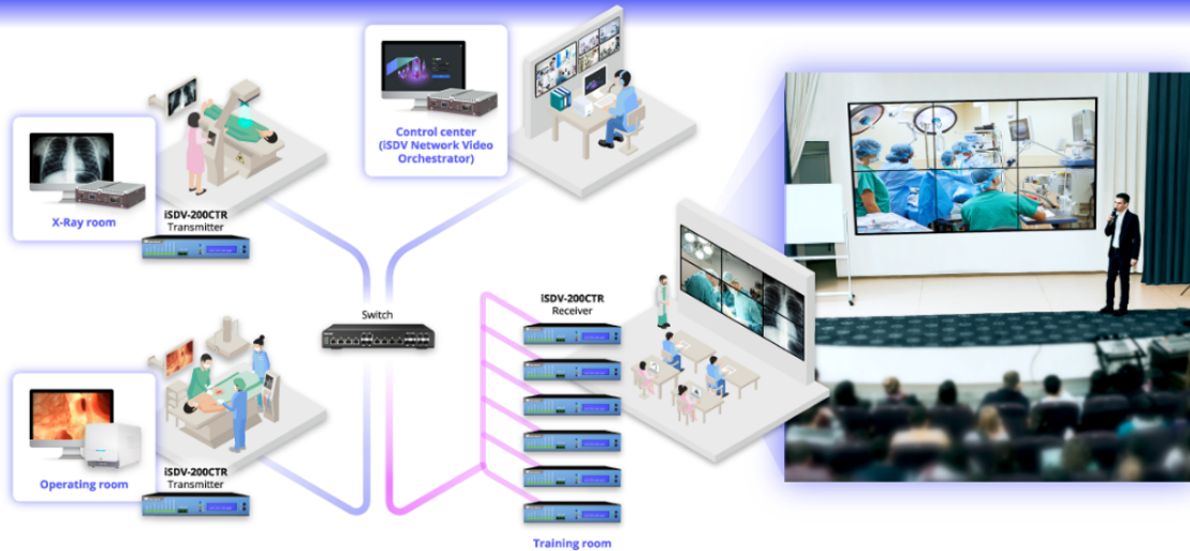 Control center
(iSDV Network Video
Orchestrator)
X-Ray room
iSDV-200CTR
Transmitter
Switch
iSDV-200CTR
Receiver
Operating room
iSDV-200CTR
Transmitter
Training room